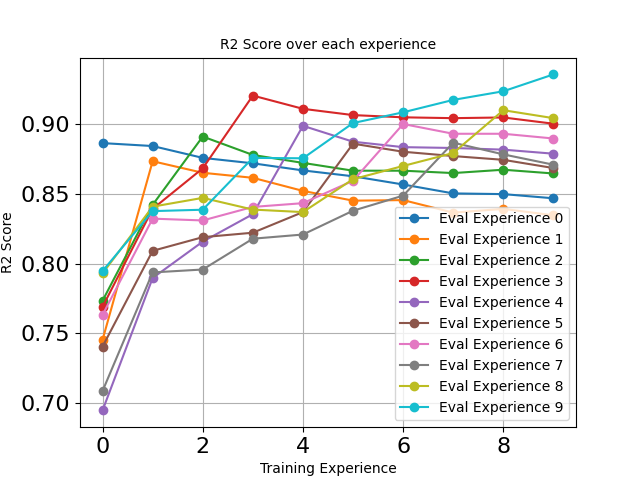 R2 Score over each experience
R2 Score
0.90
0.85
0.80
0.75
0.70
0
2
4
6
8
Training Experience
Eval Experience 0
Eval Experience 1
Eval Experience 2
Eval Experience 3
Eval Experience 4
Eval Experience 5
Eval Experience 6
Eval Experience 7
Eval Experience 8
Eval Experience 9